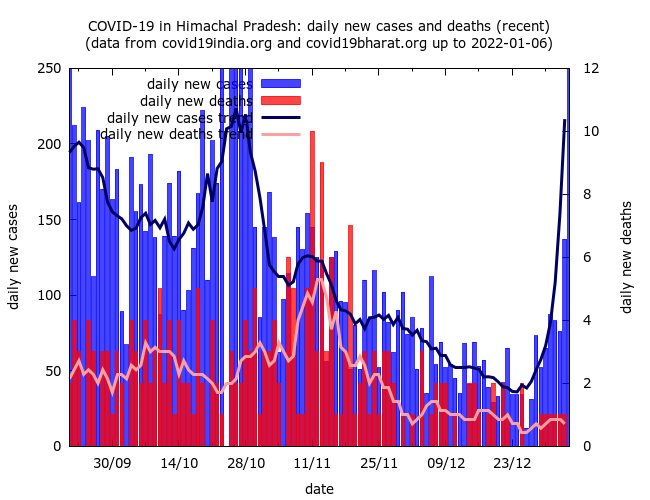 COVID-19 in Himachal Pradesh: daily new cases and deaths (recent)
(data from covid19india.org and covid19bharat.org up to 2022-01-06)
250
200
150
100
50
0
12
10
8
6
4
2
0
daily new cases
daily new deaths
daily new cases trend
daily new deaths trend
daily new cases
daily new deaths
30/09 14/10 28/10 11/11 25/11 09/12 23/12
date